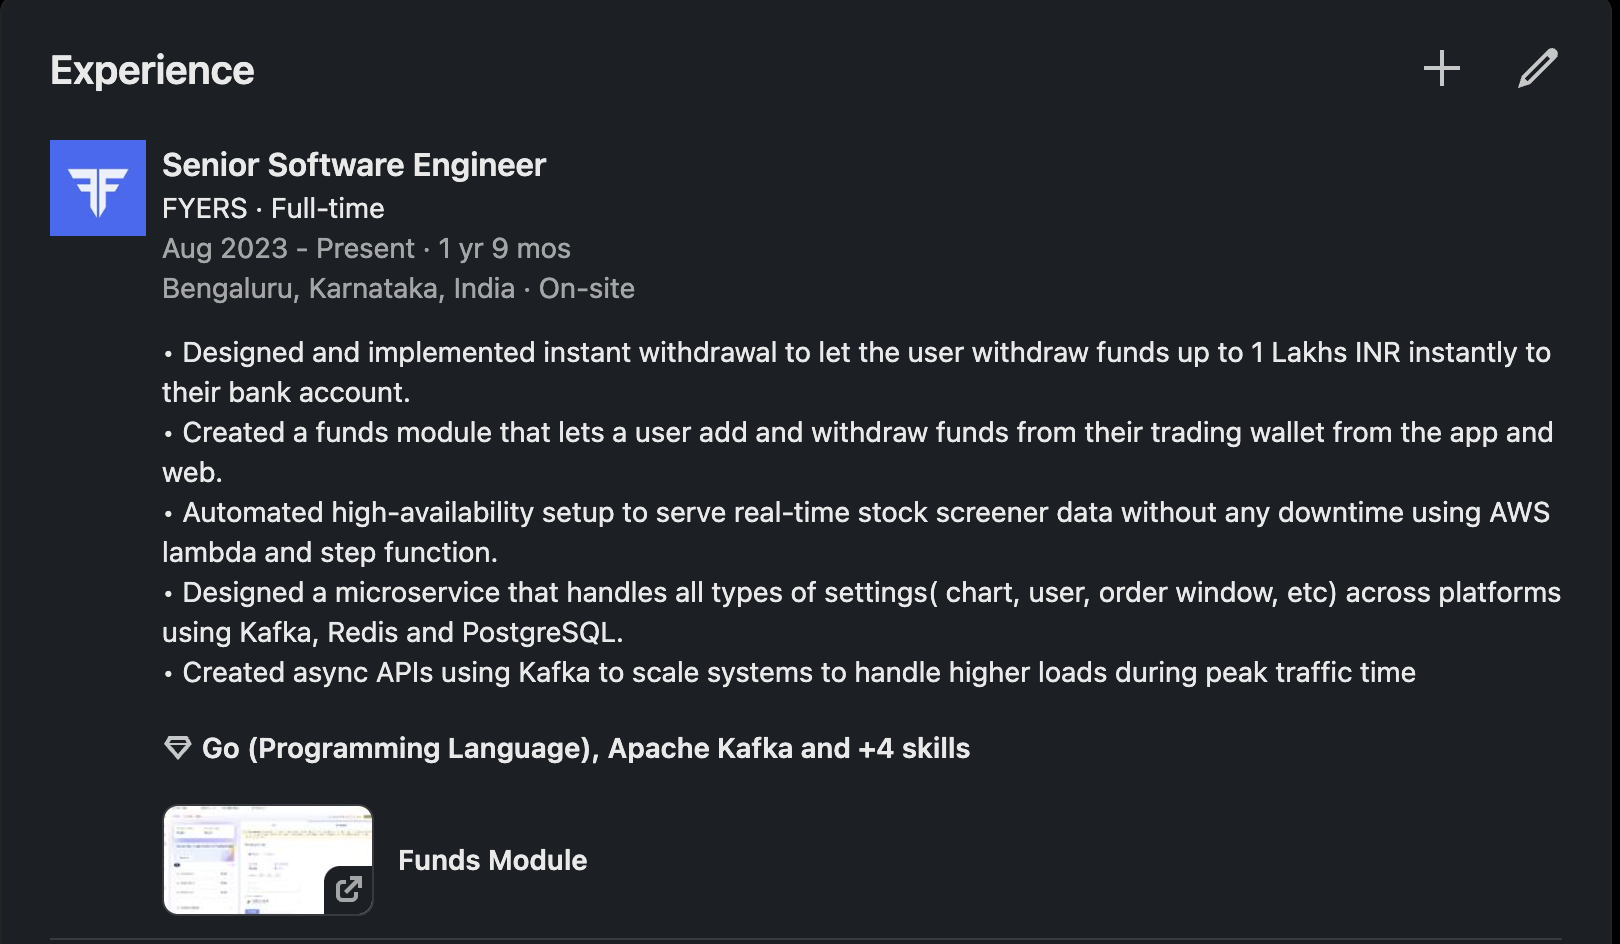 Experience
Senior Software Engineer
FYERS · Full-time
Aug 2023 - Present · 1 yr 9 mos
Bengaluru, Karnataka, India · On-site
• Designed and implemented instant withdrawal to let the user withdraw funds up to 1 Lakhs INR instantly to
their bank account.
• Created a funds module that lets a user add and withdraw funds from their trading wallet from the app and
web.
• Automated high-availability setup to serve real-time stock screener data without any downtime using AWS
lambda and step function.
• Designed a microservice that handles all types of settings( chart, user, order window, etc) across platforms
using Kafka, Redis and PostgreSQL.
• Created async APIs using Kafka to scale systems to handle higher loads during peak traffic time
Go (Programming Language), Apache Kafka and +4 skills
Funds Module